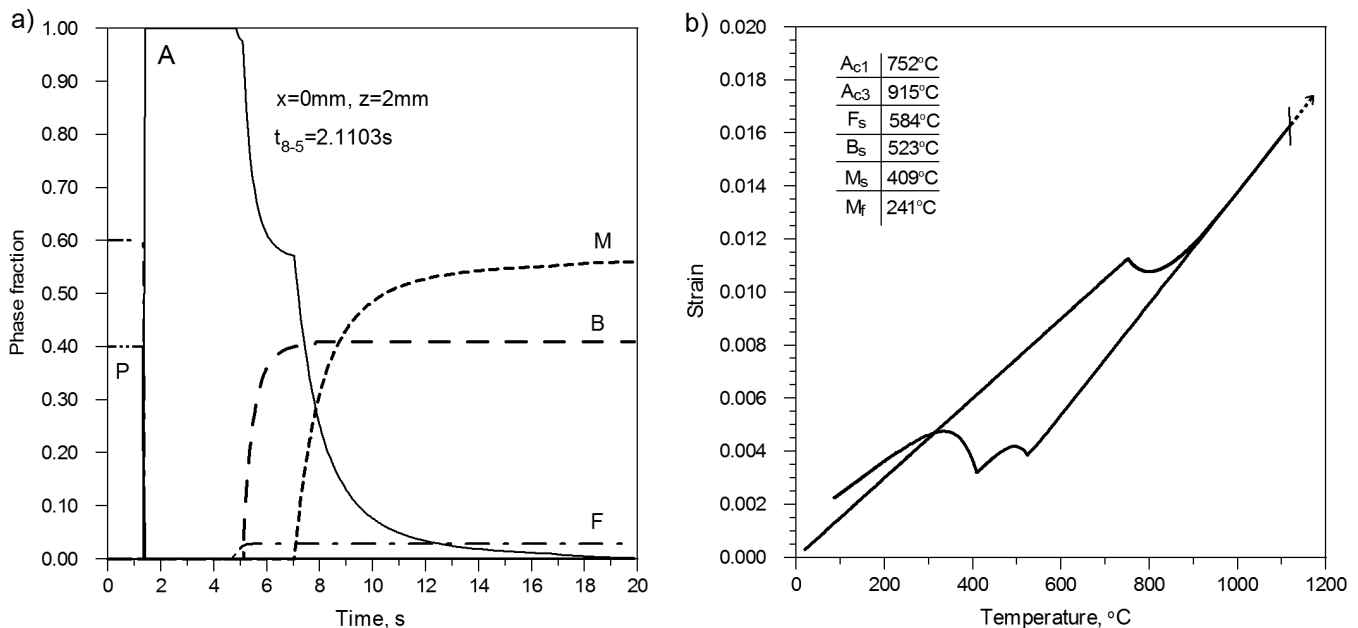 a)
1.00
0.90
0.80
0.70
0.60
0.50
0.40
0.30
0.20
0.10
0.00
Phase fraction
A
x=0mm, z=2mm
t8-5=2.1103s
M
B
P
F
0 2 4 6 8 10 12 14 16 18 20
Time, s
b)
0.020
0.018
0.016
0.014
0.012
0.010
0.008
0.006
0.004
0.002
0.000
Strain
Ac1 752°C
Ac3 915°C
Fs 584°C
Bs 523°C
Ms 409°C
Mf 241°C
0 200 400 600 800 1000 1200
Temperature, °C